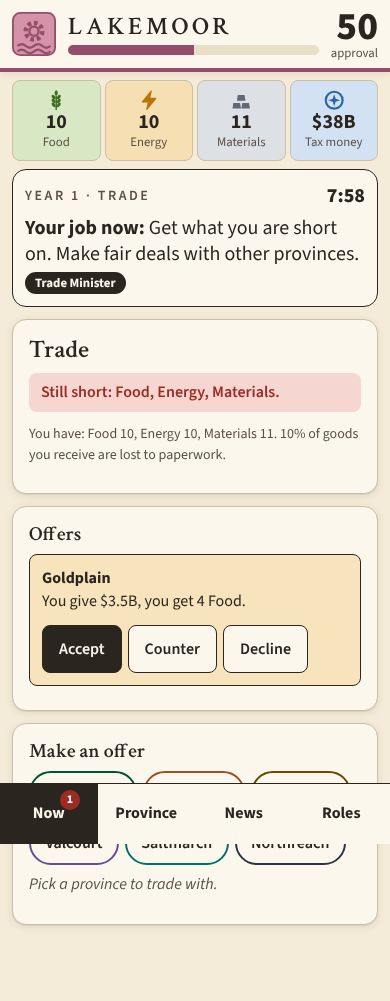 LAKEMOOR
50
approval
10
Food
10
Energy
11
Materials
$38B
Tax money
YEAR 1 · TRADE
7:58
Your job now: Get what you are short
on. Make fair deals with other provinces.
Trade Minister
Trade
Still short: Food, Energy, Materials.
You have: Food 10, Energy 10, Materials 11. 10% of goods
you receive are lost to paperwork.
Offers
Goldplain
You give $3.5B, you get 4 Food.
Accept
Counter
Decline
Make an offer
Now
1
Province
News
Roles
Valcourt
Saltmarch
Northreach
Pick a province to trade with.